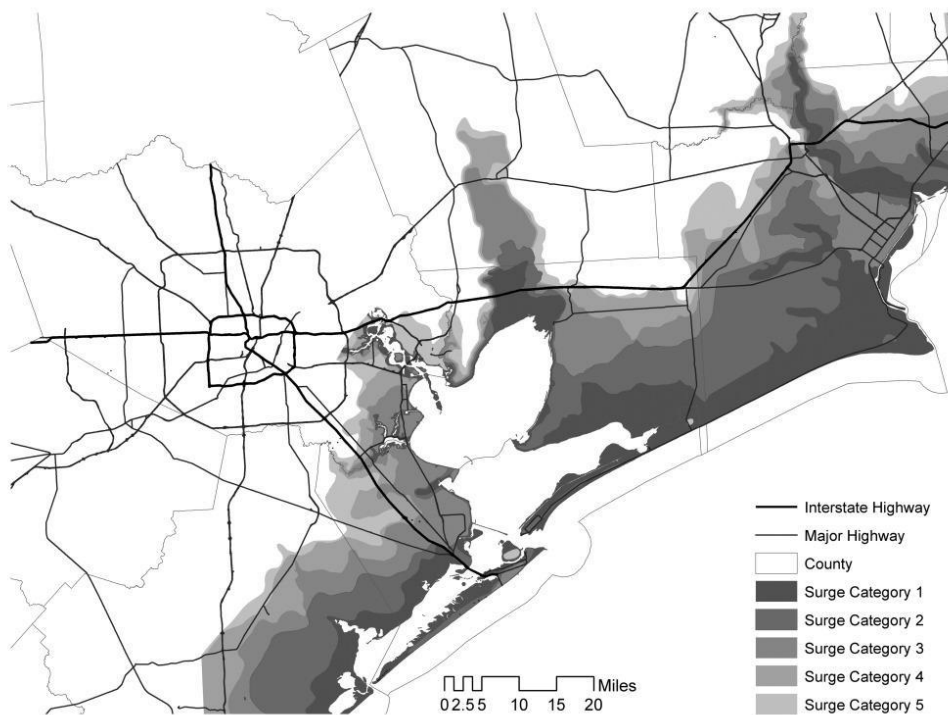 Interstate Highway
Major Highway
County
Surge Category 1
Surge Category 2
Surge Category 3
Surge Category 4
Surge Category 5
Miles
0 2.5 5 10 15 20